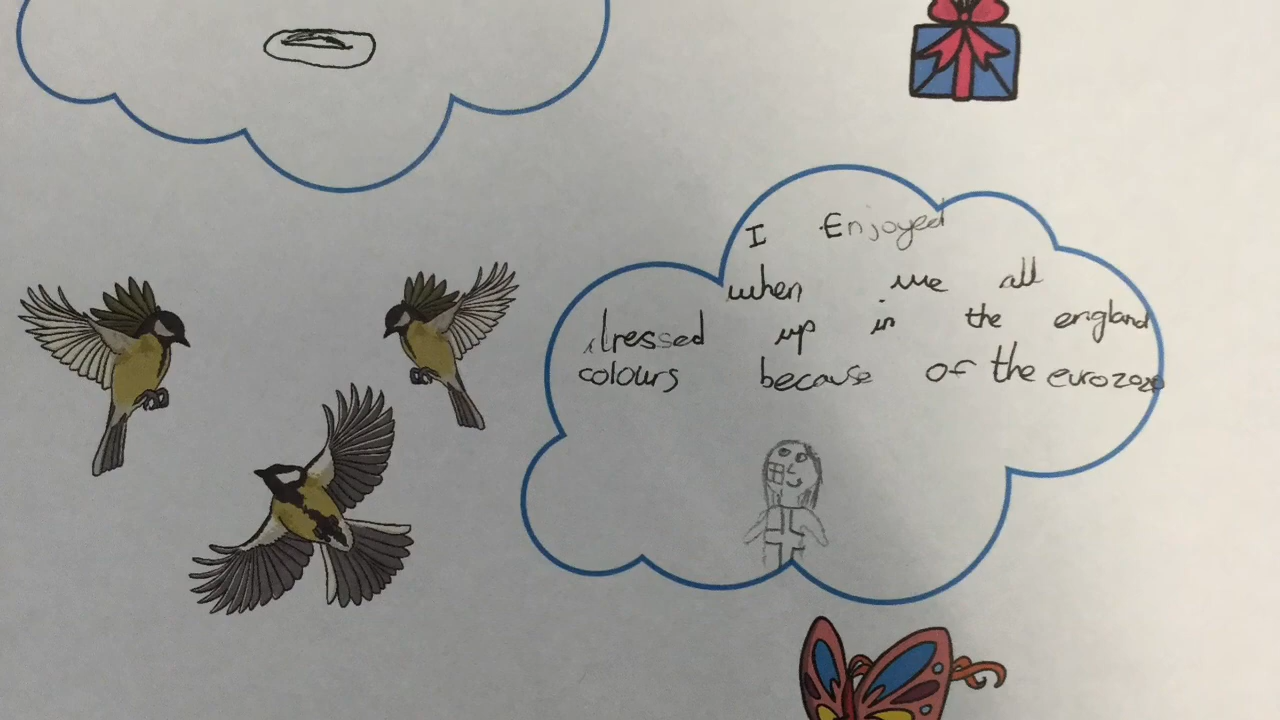 I Enjoyed
when we all
dressed up in the england
colours because of the euro2020